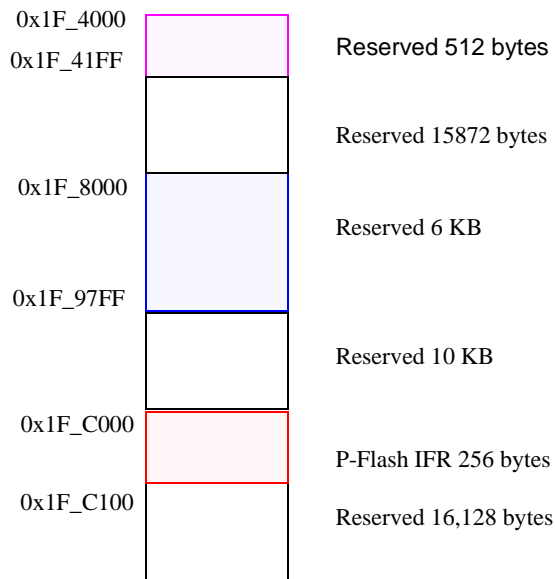 0x1F_4000
Reserved 512 bytes
0x1F_41FF
Reserved 15872 bytes
0x1F_8000
Reserved 6 KB
0x1F_97FF
Reserved 10 KB
0x1F_C000
P-Flash IFR 256 bytes
0x1F_C100
Reserved 16,128 bytes